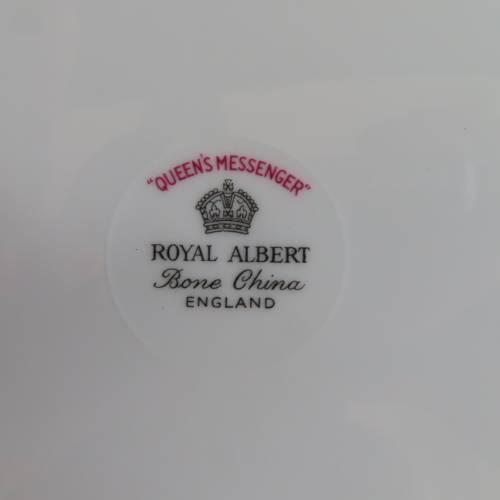 "QUEEN'S MESSENGER"
ROYAL ALBERT
Bone China
ENGLAND